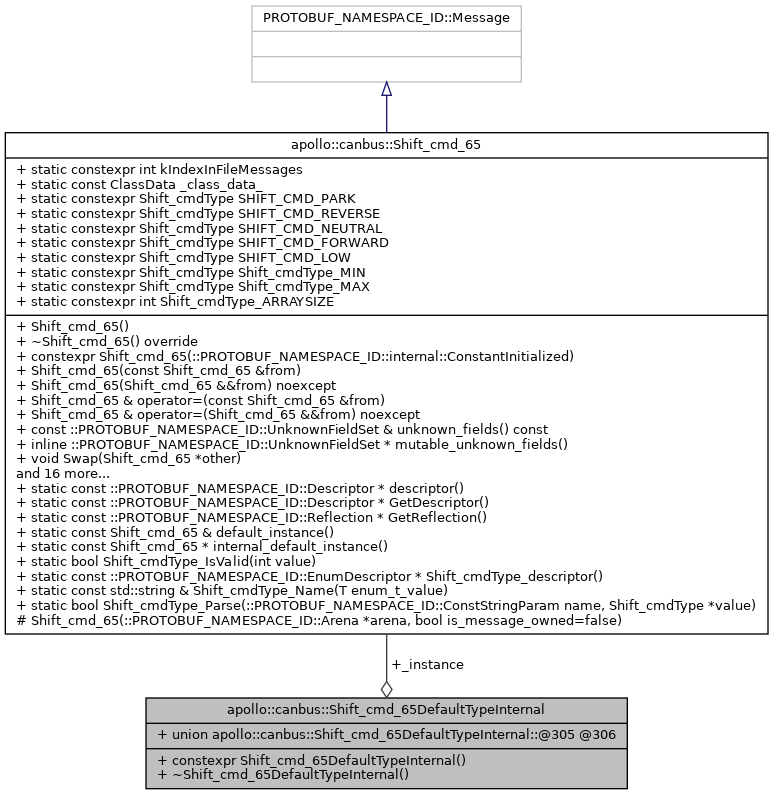 PROTOBUF_NAMESPACE_ID::Message
apollo::canbus::Shift_cmd_65
+ static constexpr int kIndexInFileMessages
+ static const ClassData _class_data_
+ static constexpr Shift_cmdType SHIFT_CMD_PARK
+ static constexpr Shift_cmdType SHIFT_CMD_REVERSE
+ static constexpr Shift_cmdType SHIFT_CMD_NEUTRAL
+ static constexpr Shift_cmdType SHIFT_CMD_FORWARD
+ static constexpr Shift_cmdType SHIFT_CMD_LOW
+ static constexpr Shift_cmdType Shift_cmdType_MIN
+ static constexpr Shift_cmdType Shift_cmdType_MAX
+ static constexpr int Shift_cmdType_ARRAYSIZE
+ Shift_cmd_65()
+ ~Shift_cmd_65() override
+ constexpr Shift_cmd_65(::PROTOBUF_NAMESPACE_ID::internal::ConstantInitialized)
+ Shift_cmd_65(const Shift_cmd_65 &from)
+ Shift_cmd_65(Shift_cmd_65 &&from) noexcept
+ Shift_cmd_65 & operator=(const Shift_cmd_65 &from)
+ Shift_cmd_65 & operator=(Shift_cmd_65 &&from) noexcept
+ const ::PROTOBUF_NAMESPACE_ID::UnknownFieldSet & unknown_fields() const
+ inline ::PROTOBUF_NAMESPACE_ID::UnknownFieldSet * mutable_unknown_fields()
+ void Swap(Shift_cmd_65 *other)
and 16 more...
+ static const ::PROTOBUF_NAMESPACE_ID::Descriptor * descriptor()
+ static const ::PROTOBUF_NAMESPACE_ID::Descriptor * GetDescriptor()
+ static const ::PROTOBUF_NAMESPACE_ID::Reflection * GetReflection()
+ static const Shift_cmd_65 & default_instance()
+ static const Shift_cmd_65 * internal_default_instance()
+ static bool Shift_cmdType_IsValid(int value)
+ static const ::PROTOBUF_NAMESPACE_ID::EnumDescriptor * Shift_cmdType_descriptor()
+ static const std::string & Shift_cmdType_Name(T enum_t_value)
+ static bool Shift_cmdType_Parse(::PROTOBUF_NAMESPACE_ID::ConstStringParam name, Shift_cmdType *value)
# Shift_cmd_65(::PROTOBUF_NAMESPACE_ID::Arena *arena, bool is_message_owned=false)
+_instance
apollo::canbus::Shift_cmd_65DefaultTypeInternal
+ union apollo::canbus::Shift_cmd_65DefaultTypeInternal::@305 @306
+ constexpr Shift_cmd_65DefaultTypeInternal()
+ ~Shift_cmd_65DefaultTypeInternal()